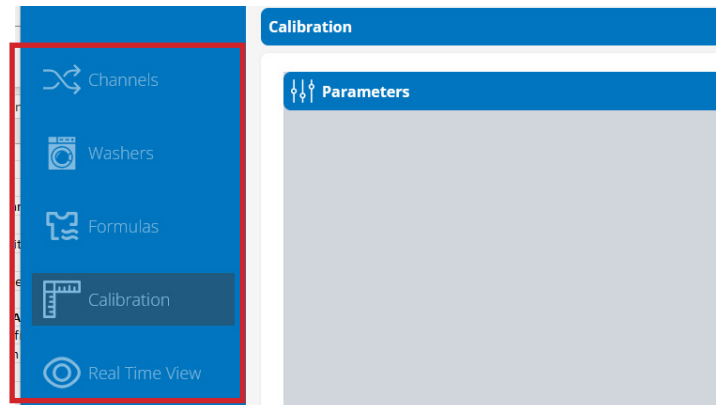 Calibration
Channels
Parameters
Washers
Formulas
Calibration
Real Time View